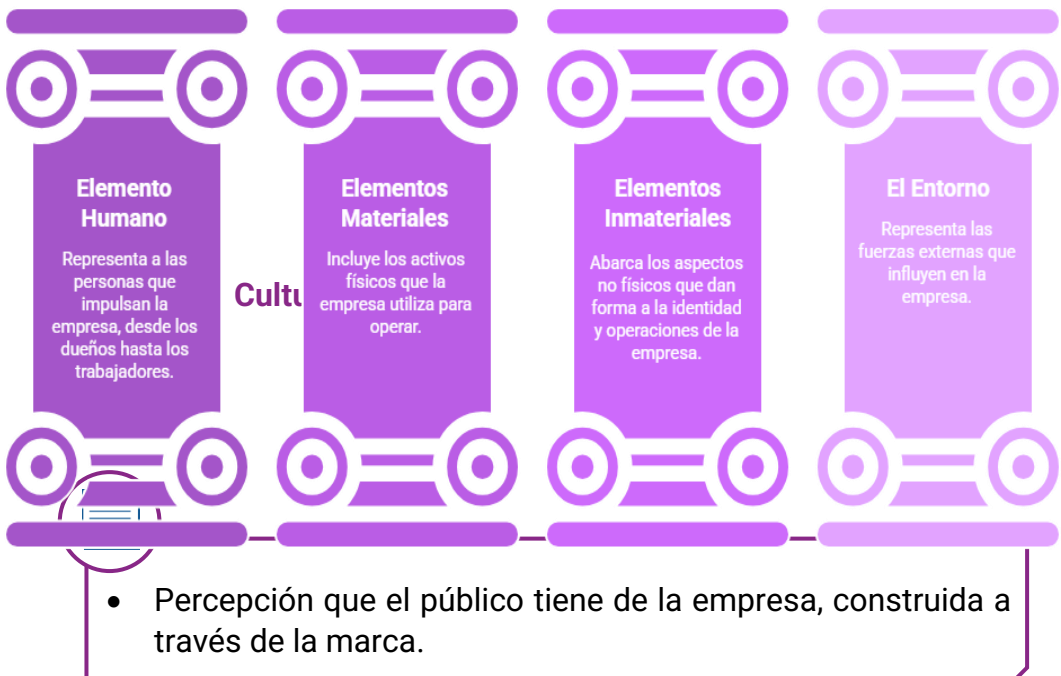 Elemento
Humano
Representa a las
personas que
impulsan la
empresa, desde los
dueños hasta los
trabajadores.
Elementos
Materiales
Incluye los activos
físicos que la
empresa utiliza para
operar.
Elementos
Inmateriales
Abarca los aspectos
no físicos que dan
forma a la identidad
y operaciones de la
empresa.
El Entorno
Representa las
fuerzas externas que
influyen en la
empresa.
• Percepción que el público tiene de la empresa, construida a
través de la marca.